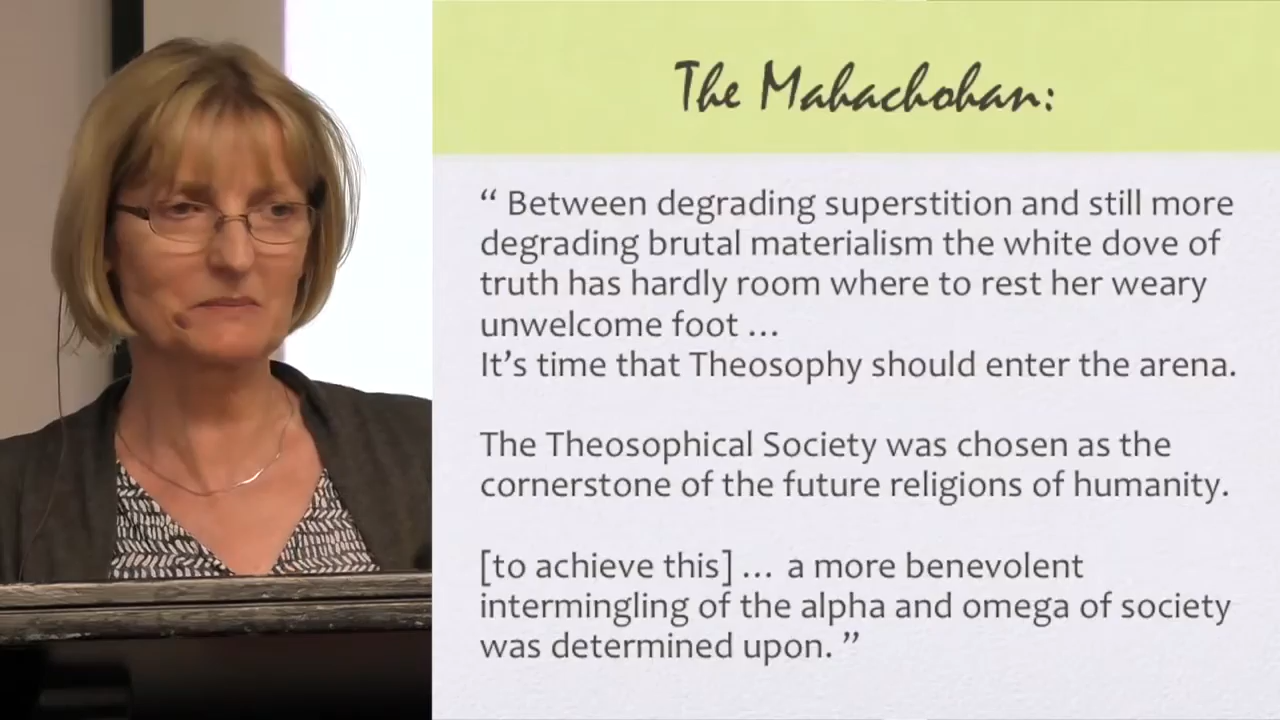 The Mahachohan:
“ Between degrading superstition and still more
degrading brutal materialism the white dove of
truth has hardly room where to rest her weary
unwelcome foot …
It’s time that Theosophy should enter the arena.
The Theosophical Society was chosen as the
cornerstone of the future religions of humanity.
[to achieve this] … a more benevolent
intermingling of the alpha and omega of society
was determined upon. ”